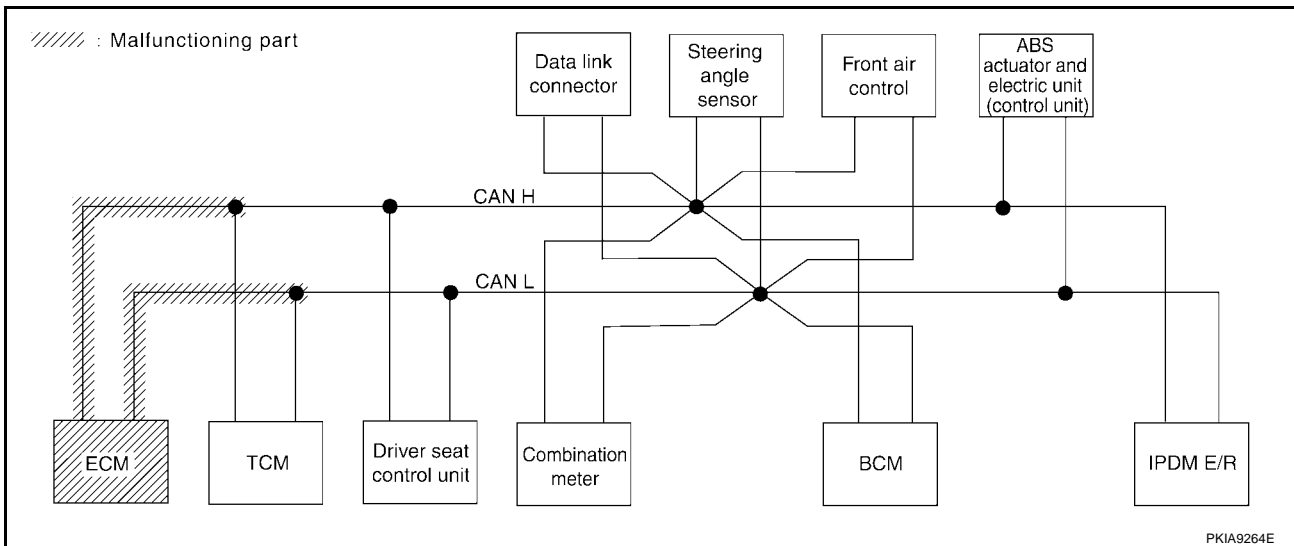 : Malfunctioning part
Data link
connector
Steering
angle
sensor
Front air
control
ABS
actuator and
electric unit
(control unit)
CAN H
CAN L
ECM
TCM
Driver seat
control unit
Combination
meter
BCM
IPDM E/R
PKIA9264E